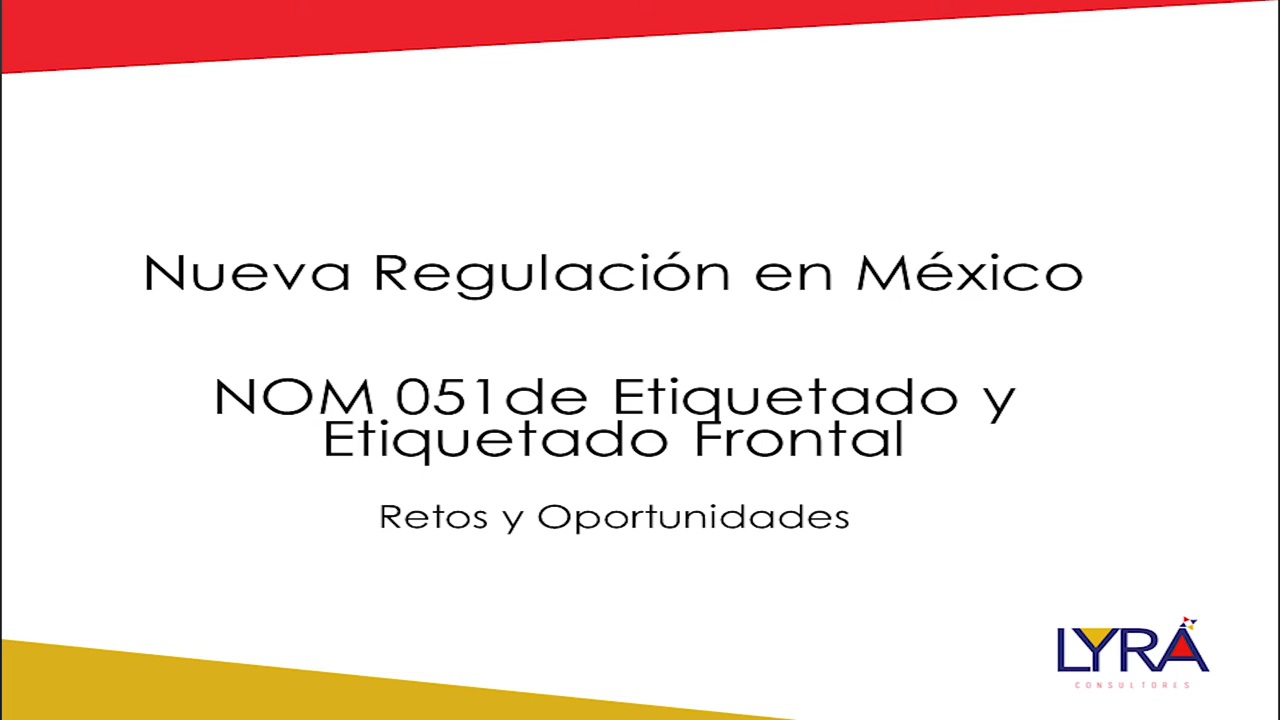 Nueva Regulación en México
NOM 051de Etiquetado y
Etiquetado Frontal
Retos y Oportunidades
LYRA
CONSULTORES